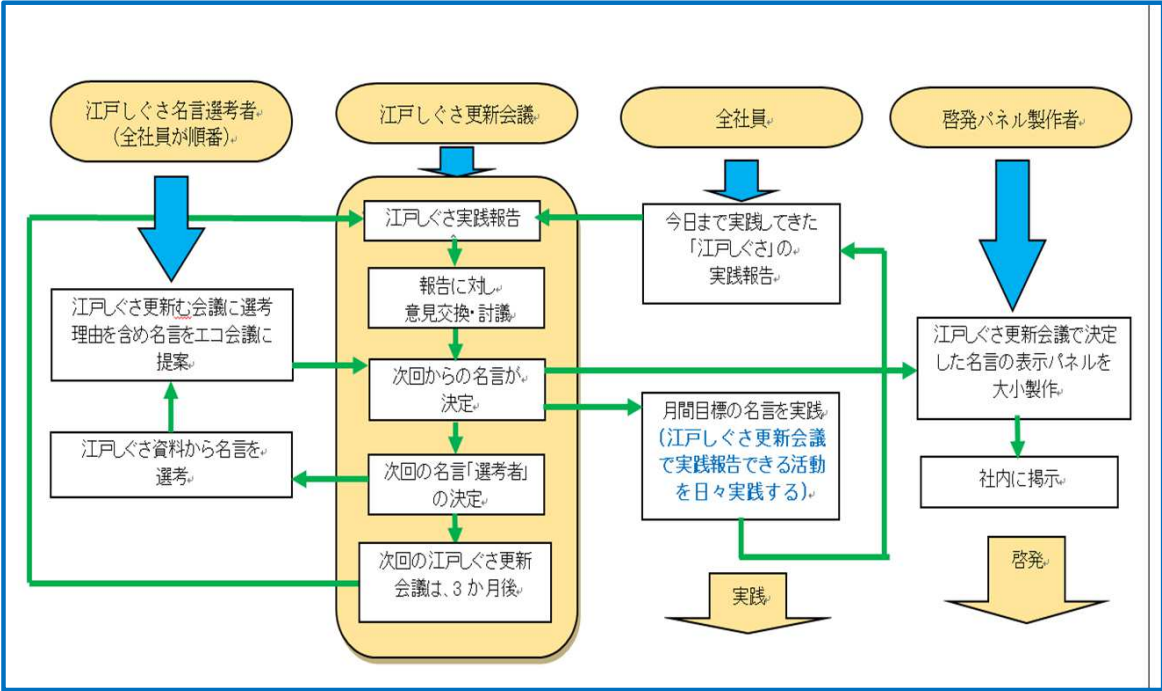 江戸しぐさ名言選考者
(全社員が順番)
江戸しぐさ更新会議
全社員
啓発パネル製作者
江戸しぐさ実践報告
報告に対し
意見交換・討議
次回からの名言が
決定
次回の名言「選考者」
の決定
次回の江戸しぐさ更新
会議は、3か月後
江戸しぐさ更新む会議に選考
理由を含め名言をエコ会議に
提案
江戸しぐさ資料から名言を
選考
今日まで実践してきた
「江戸しぐさ」の
実践報告
月間目標の名言を実践
(江戸しぐさ更新会議
で実践報告できる活動
を日々実践する)
実践
江戸しぐさ更新会議で決定
した名言の表示パネルを
大小製作
社内に掲示
啓発